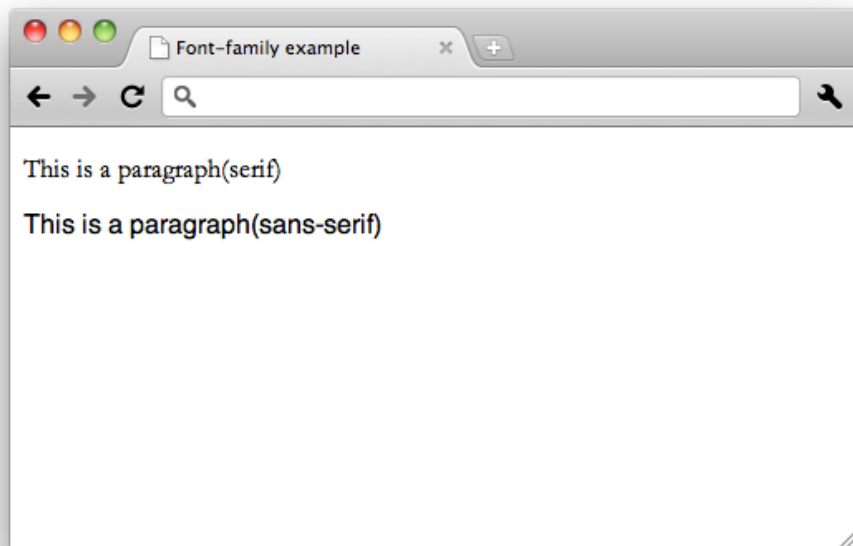 Font-family example
This is a paragraph(serif)
This is a paragraph(sans-serif)